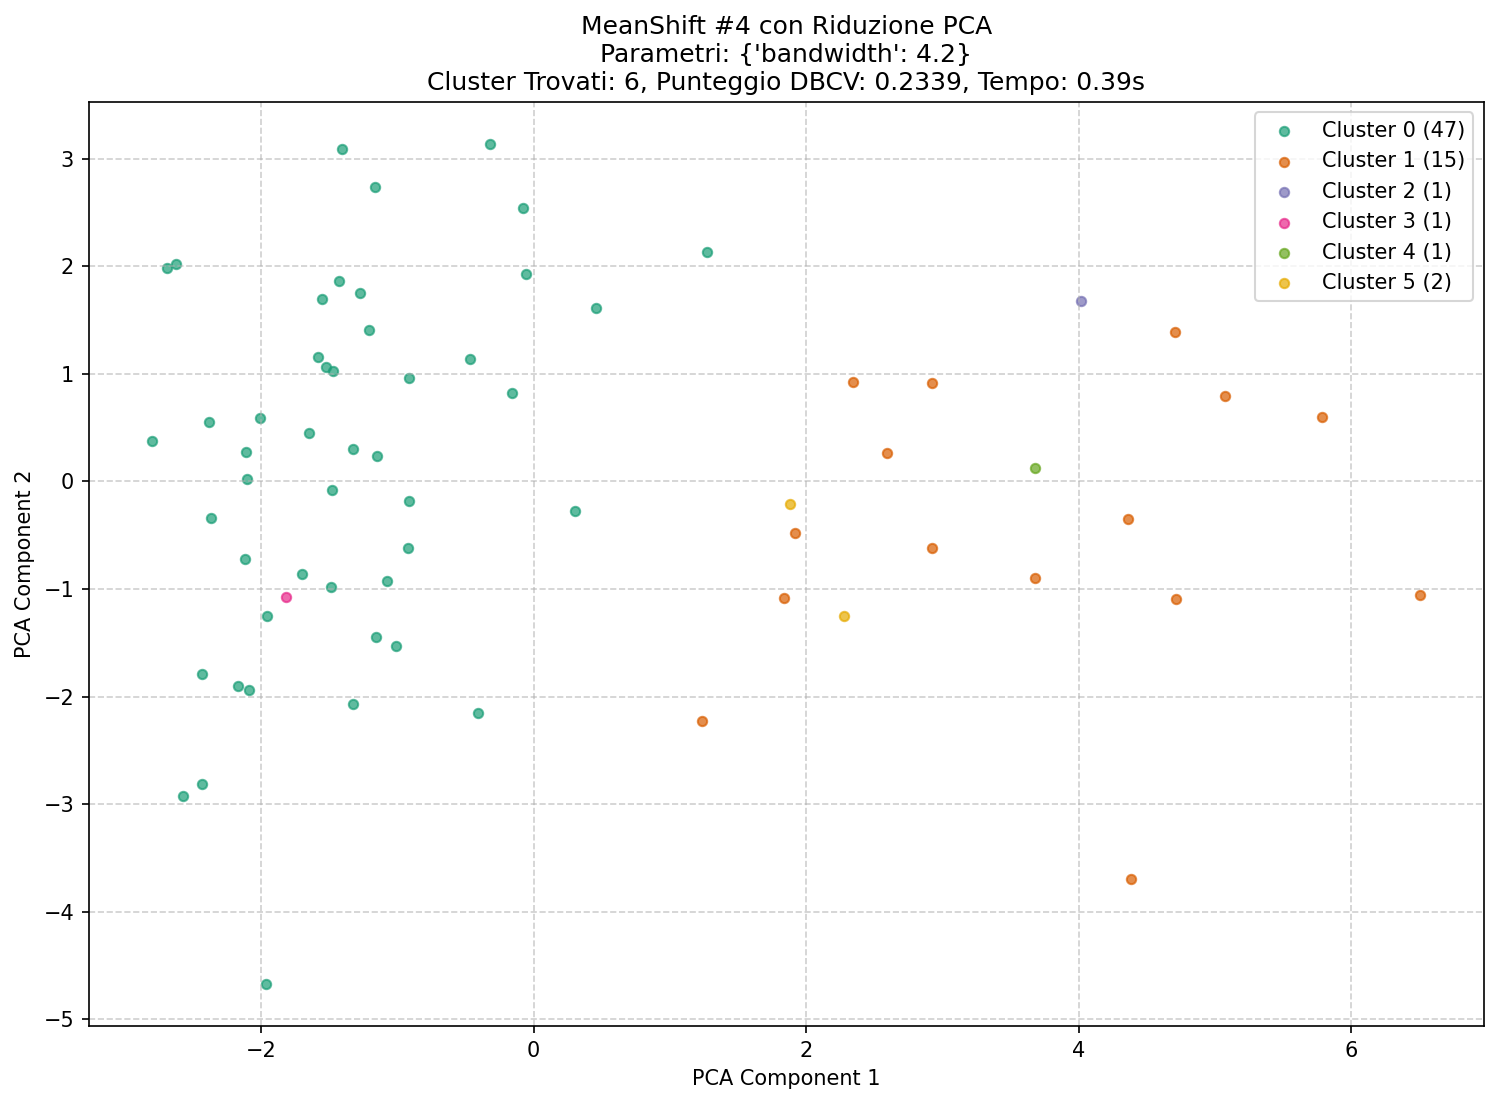 MeanShift #4 con Riduzione PCA
Parametri: {'bandwidth': 4.2}
Cluster Trovati: 6, Punteggio DBCV: 0.2339, Tempo: 0.39s
Cluster 0 (47)
Cluster 1 (15)
Cluster 2 (1)
Cluster 3 (1)
Cluster 4 (1)
Cluster 5 (2)
PCA Component 2
3
2
1
0
−1
−2
−3
−4
−5
−2
0
2
4
6
PCA Component 1